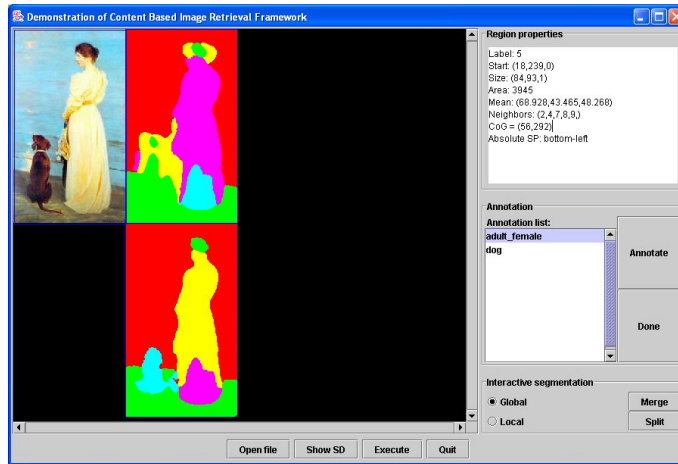 Demonstration of Content Based Image Retrieval Framework
Region properties
Label: 5
Start: (18,239,0)
Size: (84,93,1)
Area: 3945
Mean: (68.928,43.465,48.268)
Neighbors: (2,4,7,8,9,)
CoG = (56,292)
Absolute SP: bottom-left
Annotation
Annotation list:
adult_female
dog
Annotate
Done
Interactive segmentation
Global
Merge
Local
Split
Open file
Show SD
Execute
Quit